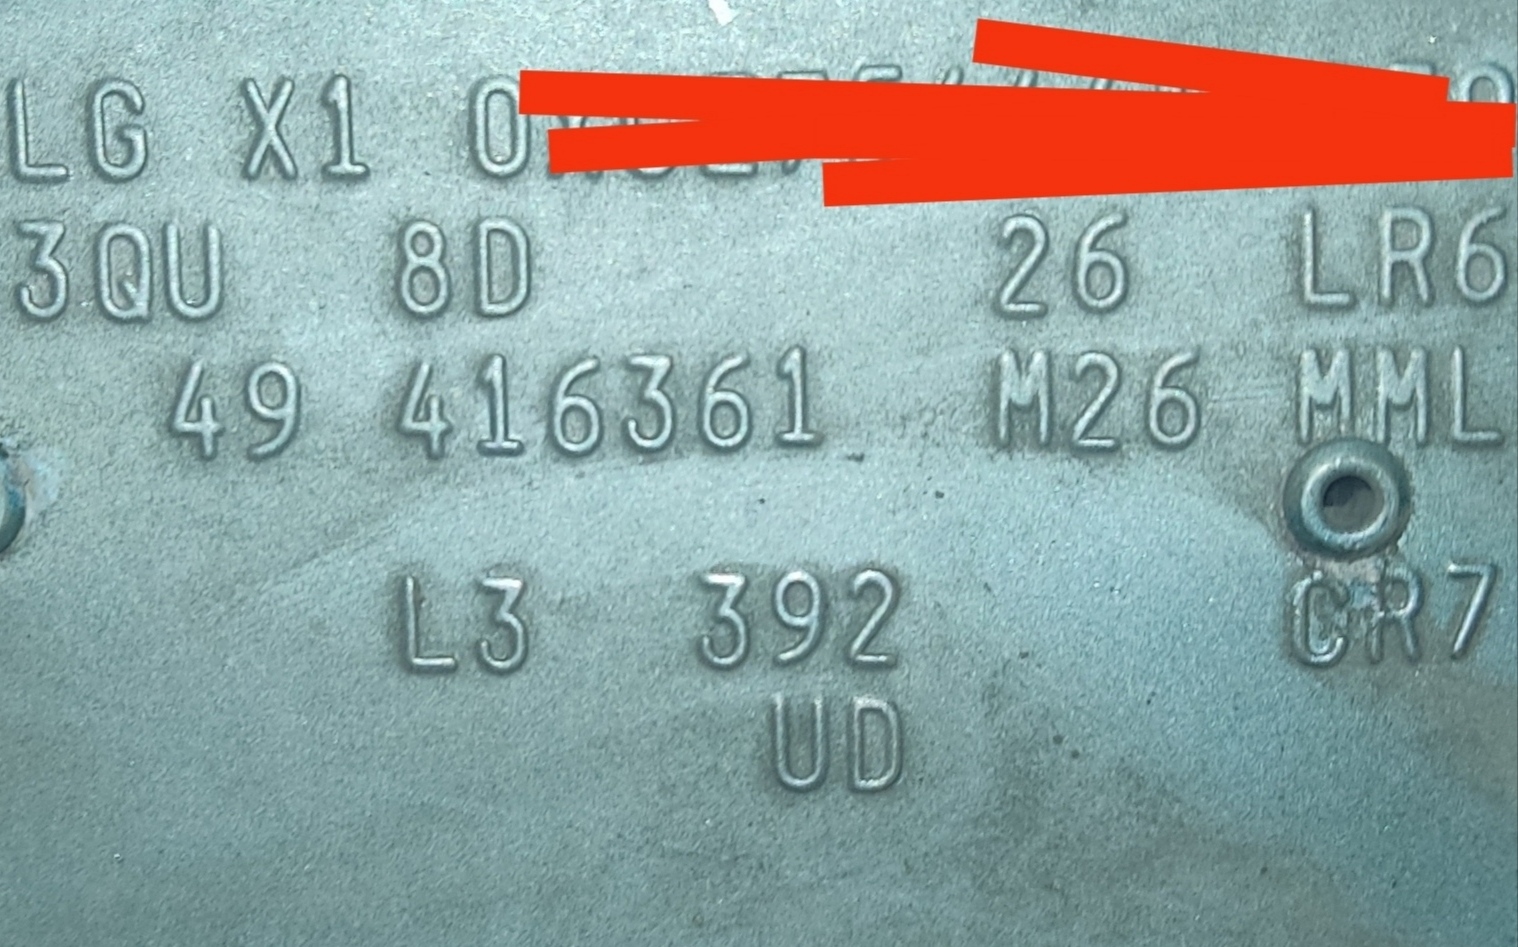 LG X1 0
3QU 8D 26 LR6
49 416361 M26 MML
L3 392 CR7
UD